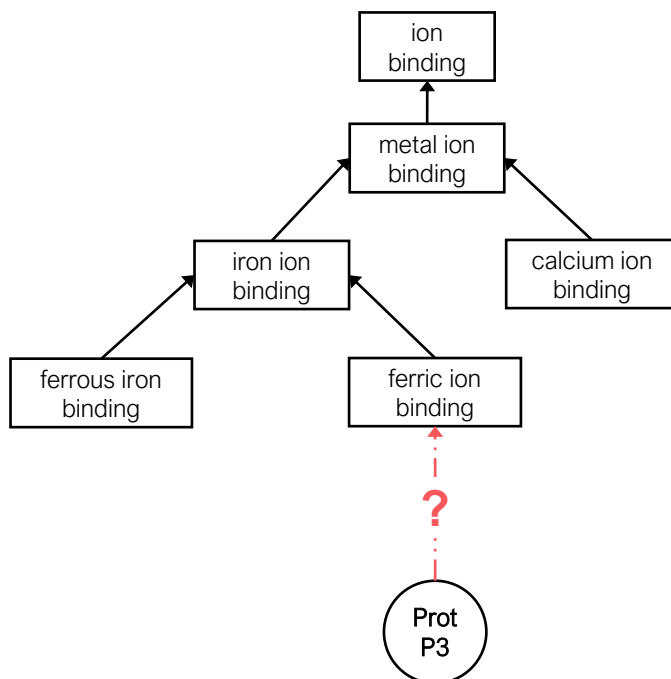 ion
binding
metal ion
binding
iron ion
binding
calcium ion
binding
ferrous iron
binding
ferric ion
binding
?
Prot
P3